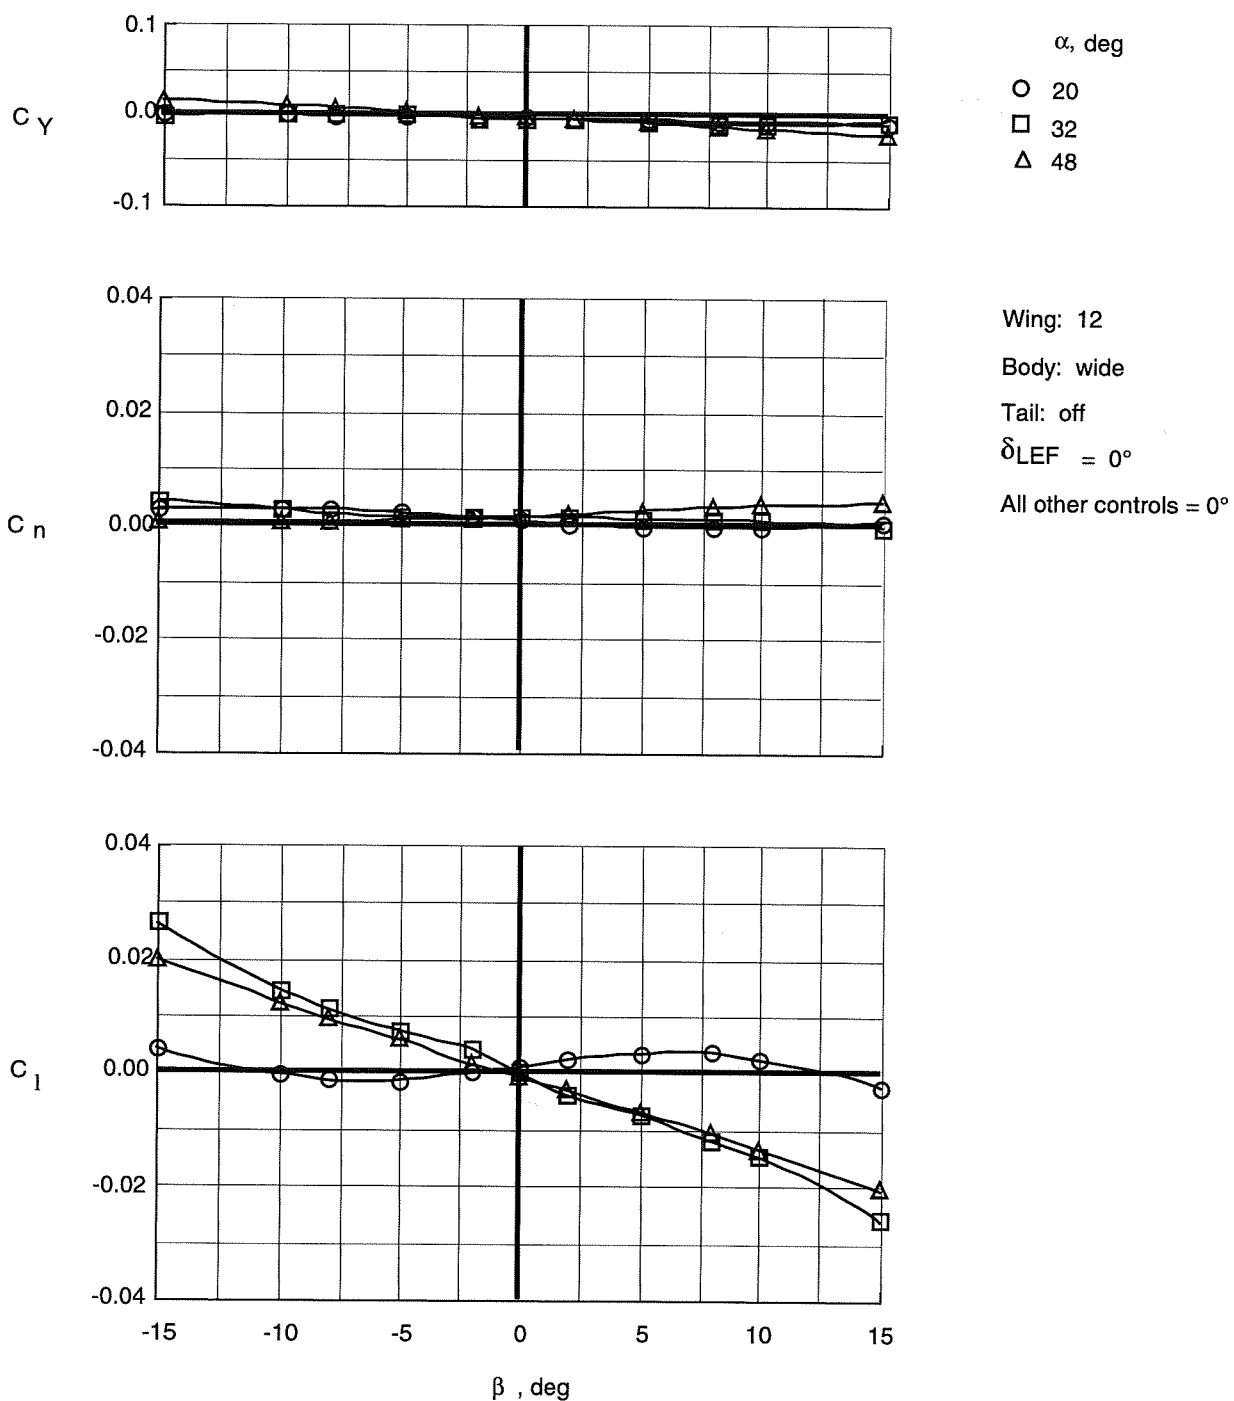 0.1
C Y
0.0
-0.1
α, deg
20
32
48
0.04
0.02
C n
0.00
-0.02
-0.04
Wing: 12
Body: wide
Tail: off
δLEF = 0°
All other controls = 0°
0.04
0.02
C l
0.00
-0.02
-0.04
-15 -10 -5 0 5 10 15
β , deg